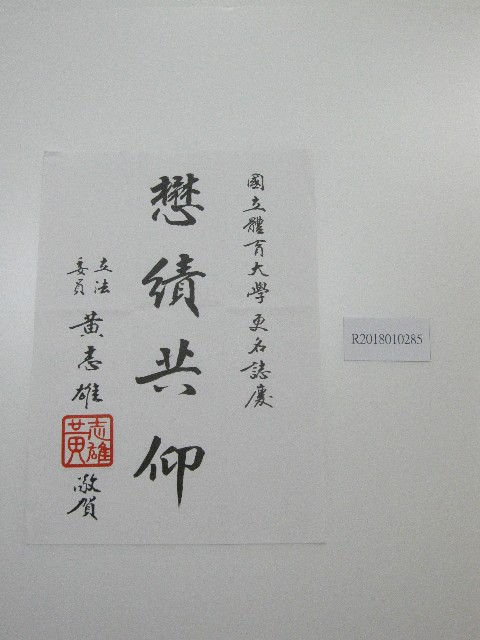 國立體育大學更名誌慶
懋績共仰
立法委員 黃志雄 敬賀
黃志雄
R2018010285